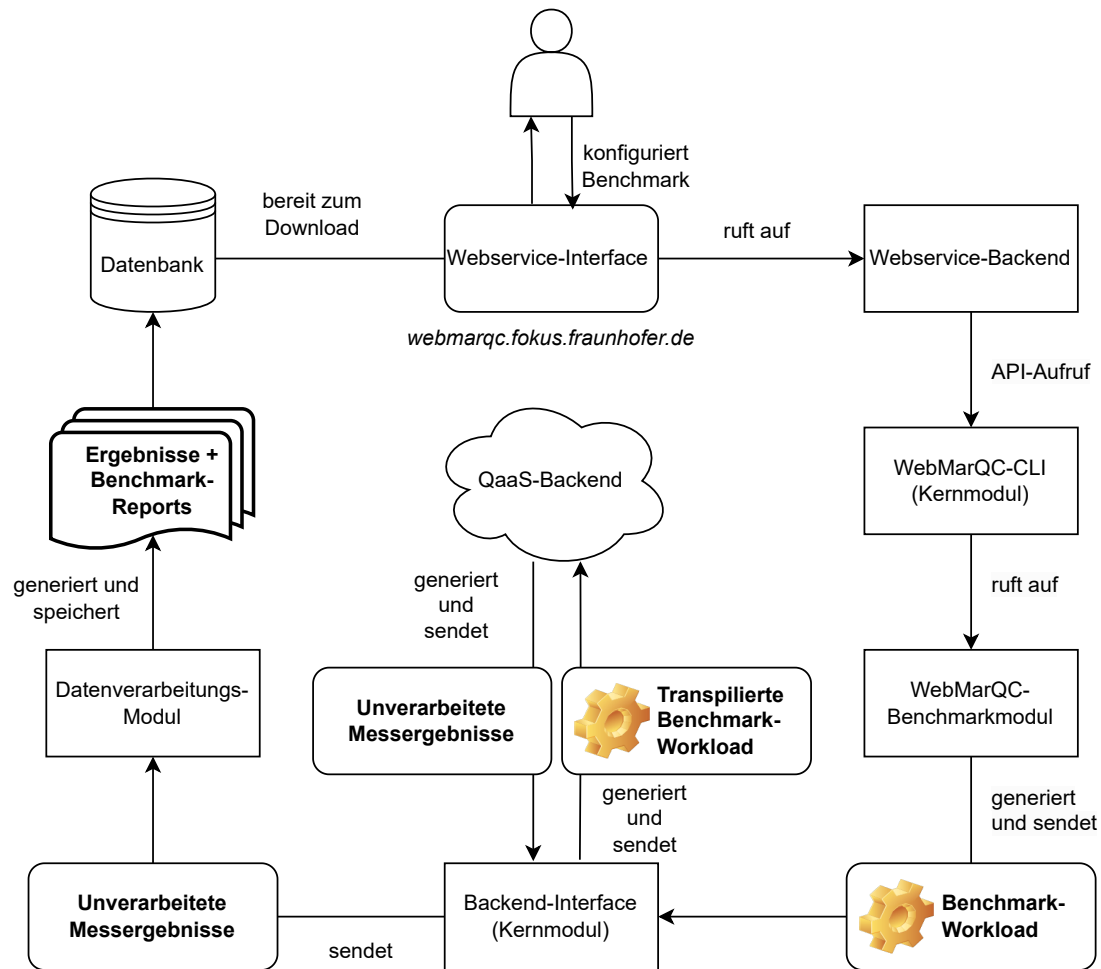 konfiguriert
Benchmark
bereit zum
Download
Datenbank
Webservice-Interface
ruft auf
Webservice-Backend
webmarqc.fokus.fraunhofer.de
API-Aufruf
Ergebnisse +
Benchmark-
Reports
QaaS-Backend
WebMarQC-CLI
(Kernmodul)
generiert und
speichert
generiert
und
sendet
ruft auf
Datenverarbeitungs-
Modul
Unverarbeitete
Messergebnisse
Transpilierte
Benchmark-
Workload
WebMarQC-
Benchmarkmodul
generiert
und
sendet
generiert
und sendet
Unverarbeitete
Messergebnisse
sendet
Backend-Interface
(Kernmodul)
Benchmark-
Workload